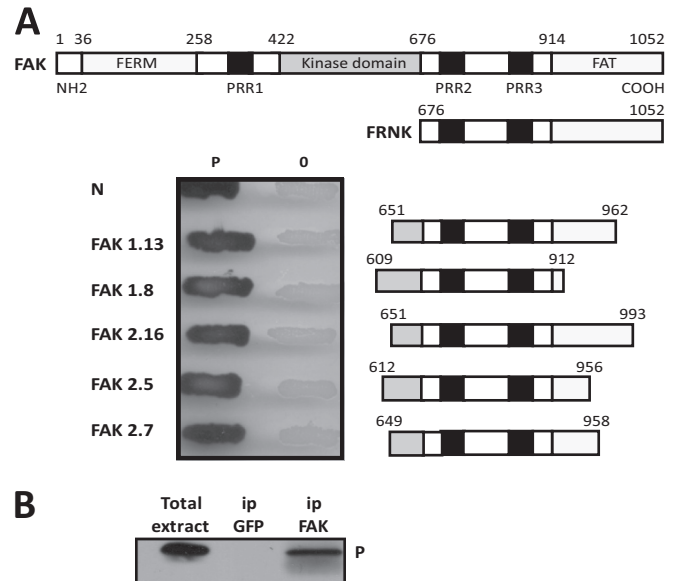 A
1 36 258 422 676 914 1052
FAK FERM Kinase domain FAT
NH2 PRR1 PRR2 PRR3 COOH
676 1052
FRNK
P 0
N
651 962
FAK 1.13
609 912
FAK 1.8
651 993
FAK 2.16
612 956
FAK 2.5
649 958
FAK 2.7
B
Total ip ip
extract GFP FAK
P